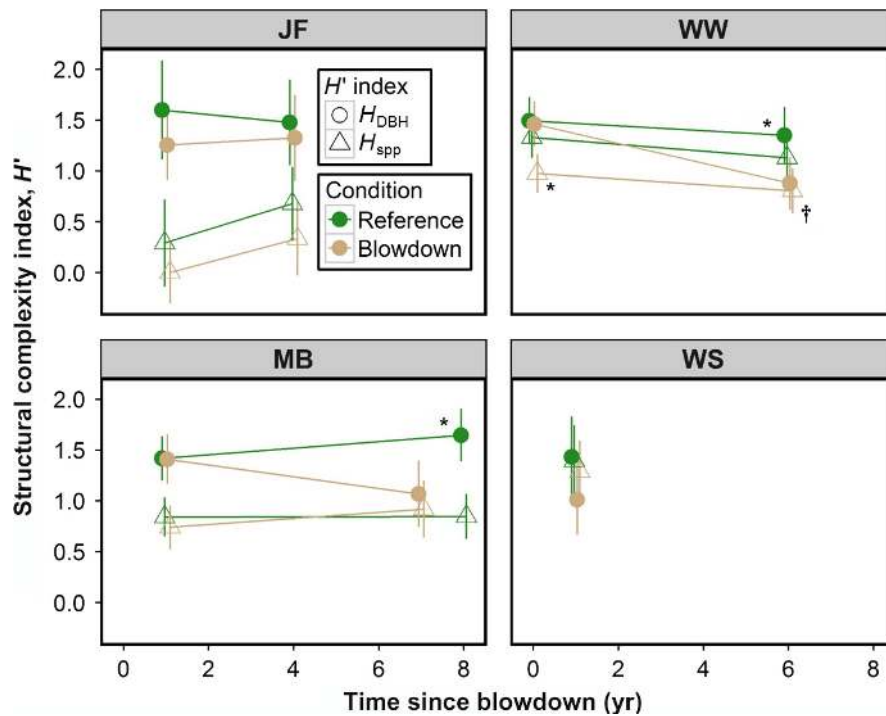 JF
WW
Structural complexity index, H'
2.0
1.5
1.0
0.5
0.0
H' index
H_DBH
H_spp
Condition
Reference
Blowdown
*
*
†
MB
WS
2.0
1.5
1.0
0.5
0.0
*
0 2 4 6 8
0 2 4 6 8
Time since blowdown (yr)